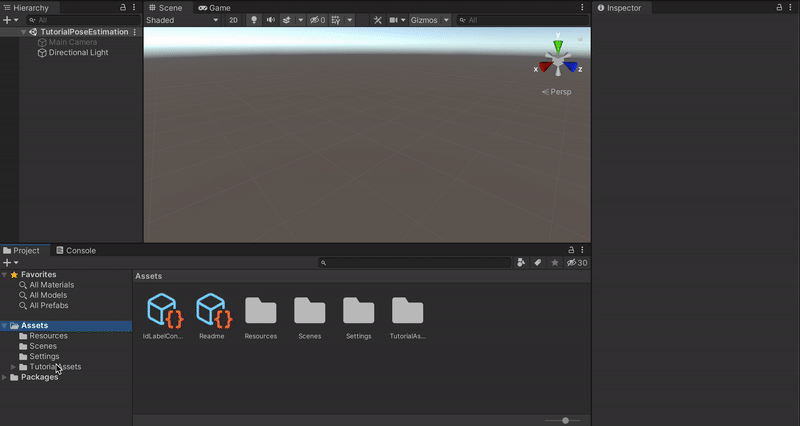 Hierarchy
All
TutorialPoseEstimation
Main Camera
Directional Light
Scene
Game
Shaded
2D
0
Gizmos
All
y
x
z
Persp
Inspector
Project
Console
30
Favorites
All Materials
All Models
All Prefabs
Assets
Resources
Scenes
Settings
TutorialAssets
Packages
Assets
IdLabelCon...
Readme
Resources
Scenes
Settings
TutorialAs...